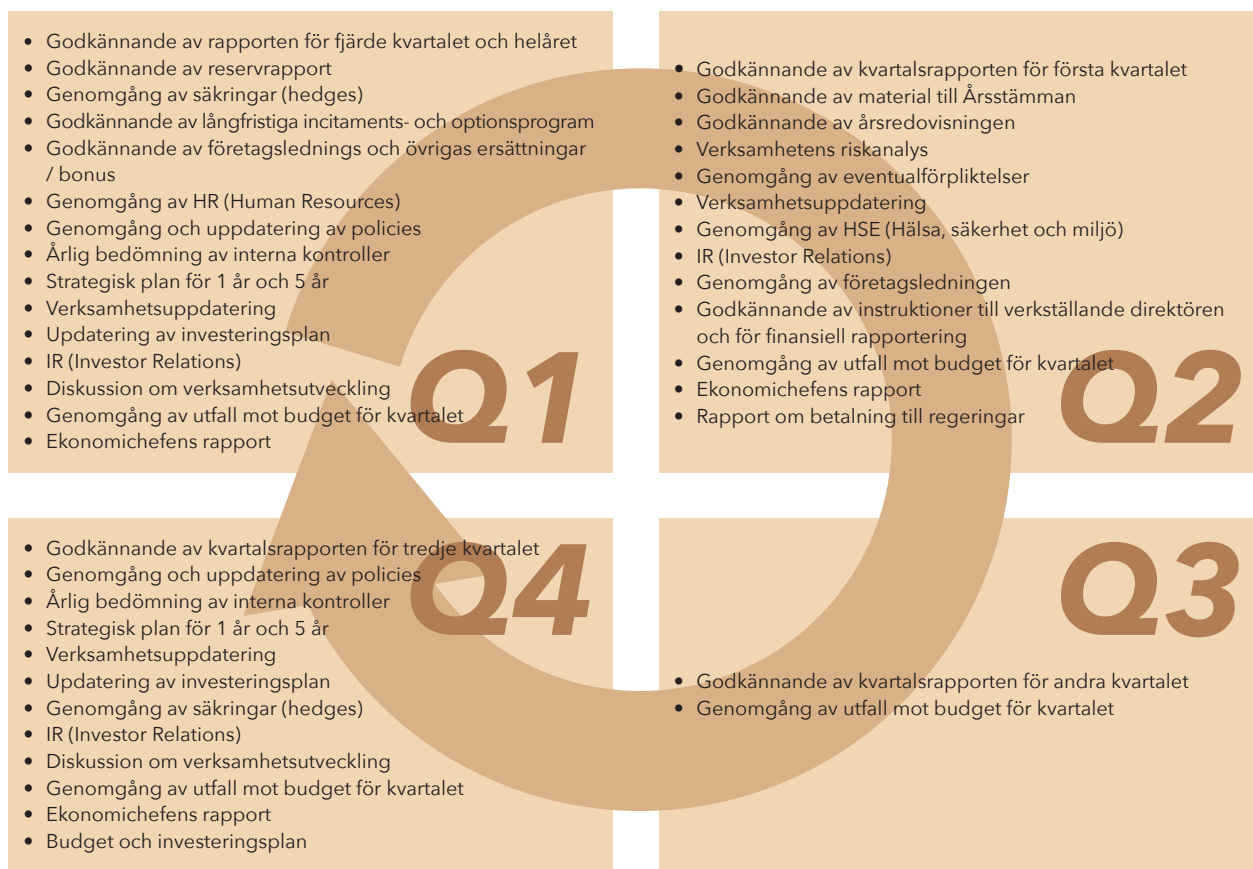 • Godkännande av rapporten för fjärde kvartalet och helåret
• Godkännande av reservrapport
• Genomgång av säkringar (hedges)
• Godkännande av långfristiga incitaments- och optionsprogram
• Godkännande av företagslednings och övrigas ersättningar
/ bonus
• Genomgång av HR (Human Resources)
• Genomgång och uppdatering av policies
• Årlig bedömning av interna kontroller
• Strategisk plan för 1 år och 5 år
• Verksamhetsuppdatering
• Updatering av investeringsplan
• IR (Investor Relations)
• Diskussion om verksamhetsutveckling
• Genomgång av utfall mot budget för kvartalet
• Ekonomichefens rapport
Q1
• Godkännande av kvartalsrapporten för första kvartalet
• Godkännande av material till Årsstämman
• Godkännande av årsredovisningen
• Verksamhetens riskanalys
• Genomgång av eventualförpliktelser
• Verksamhetsuppdatering
• Genomgång av HSE (Hälsa, säkerhet och miljö)
• IR (Investor Relations)
• Genomgång av företagsledningen
• Godkännande av instruktioner till verkställande direktören
och för finansiell rapportering
• Genomgång av utfall mot budget för kvartalet
• Ekonomichefens rapport
• Rapport om betalning till regeringar
Q2
• Godkännande av kvartalsrapporten för tredje kvartalet
• Genomgång och uppdatering av policies
• Årlig bedömning av interna kontroller
• Strategisk plan för 1 år och 5 år
• Verksamhetsuppdatering
• Updatering av investeringsplan
• Genomgång av säkringar (hedges)
• IR (Investor Relations)
• Diskussion om verksamhetsutveckling
• Genomgång av utfall mot budget för kvartalet
• Ekonomichefens rapport
• Budget och investeringsplan
Q4
Q3
• Godkännande av kvartalsrapporten för andra kvartalet
• Genomgång av utfall mot budget för kvartalet